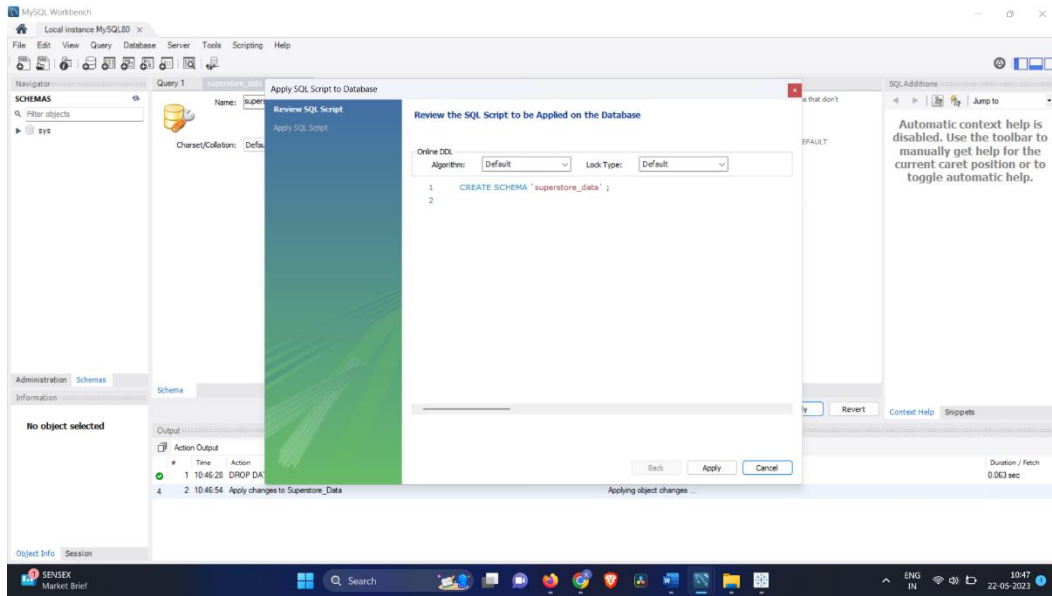 MySQL Workbench
Local instance MySQL80
File Edit View Query Database Server Tools Scripting Help
Navigator
SCHEMAS
Filter objects
sys
Administration Schemas
Information
No object selected
Object Info Session
Query 1 superstore_data
Name:
Charset/Collation:
s that don't
EFAULT
Schema
Revert
Apply SQL Script to Database
Review SQL Script
Apply SQL Script
Review the SQL Script to be Applied on the Database
Online DDL
Algorithm: Default Lock Type: Default
1 CREATE SCHEMA `superstore_data` ;
2
Back Apply Cancel
SQL Additions
Jump to
Automatic context help is
disabled. Use the toolbar to
manually get help for the
current caret position or to
toggle automatic help.
Context Help Snippets
Output
Action Output
# Time Action Duration / Fetch
1 10:46:28 DROP DA 0.063 sec
2 10:46:54 Apply changes to Superstore_Data Applying object changes ...
SENSEX
Market Brief
Search
ENG
IN
10:47
22-05-2023